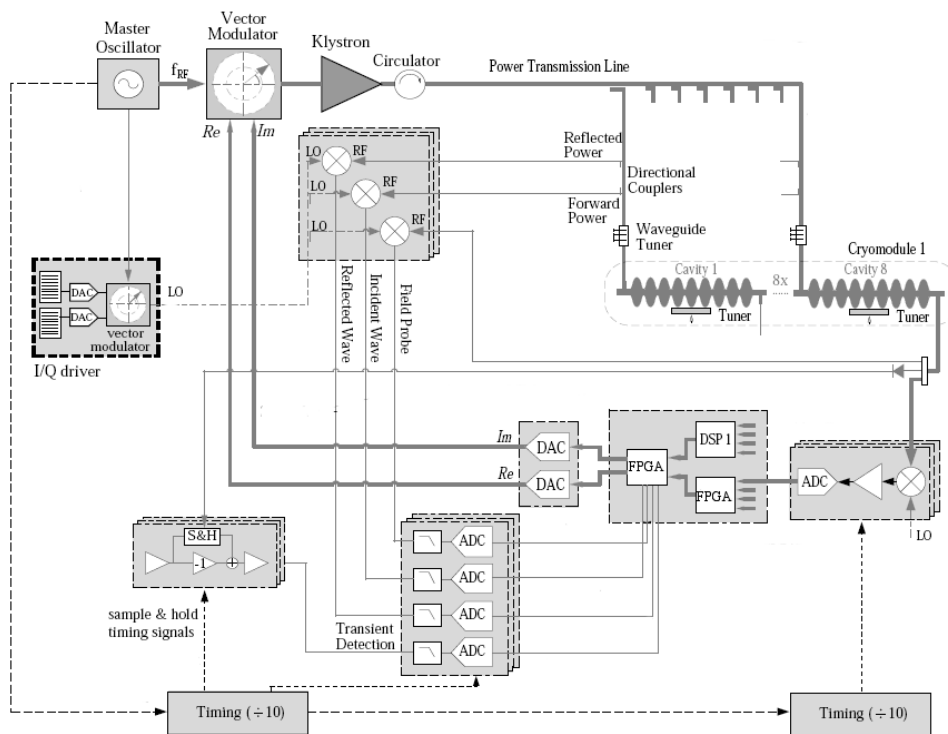 Master
Oscillator
f_RF
Vector
Modulator
Klystron
Circulator
Power Transmission Line
Re
Im
LO
RF
LO
RF
LO
RF
Reflected
Power
Directional
Couplers
Forward
Power
Waveguide
Tuner
Cryomodule 1
Cavity 1
8x
Cavity 8
Tuner
Tuner
DAC
DAC
vector
modulator
LO
I/Q driver
Reflected Wave
Incident Wave
Field Probe
Im
Re
DAC
DAC
FPGA
DSP 1
FPGA
ADC
LO
S&H
-1
+
sample & hold
timing signals
Transient
Detection
ADC
ADC
ADC
ADC
Timing (÷10)
Timing (÷10)